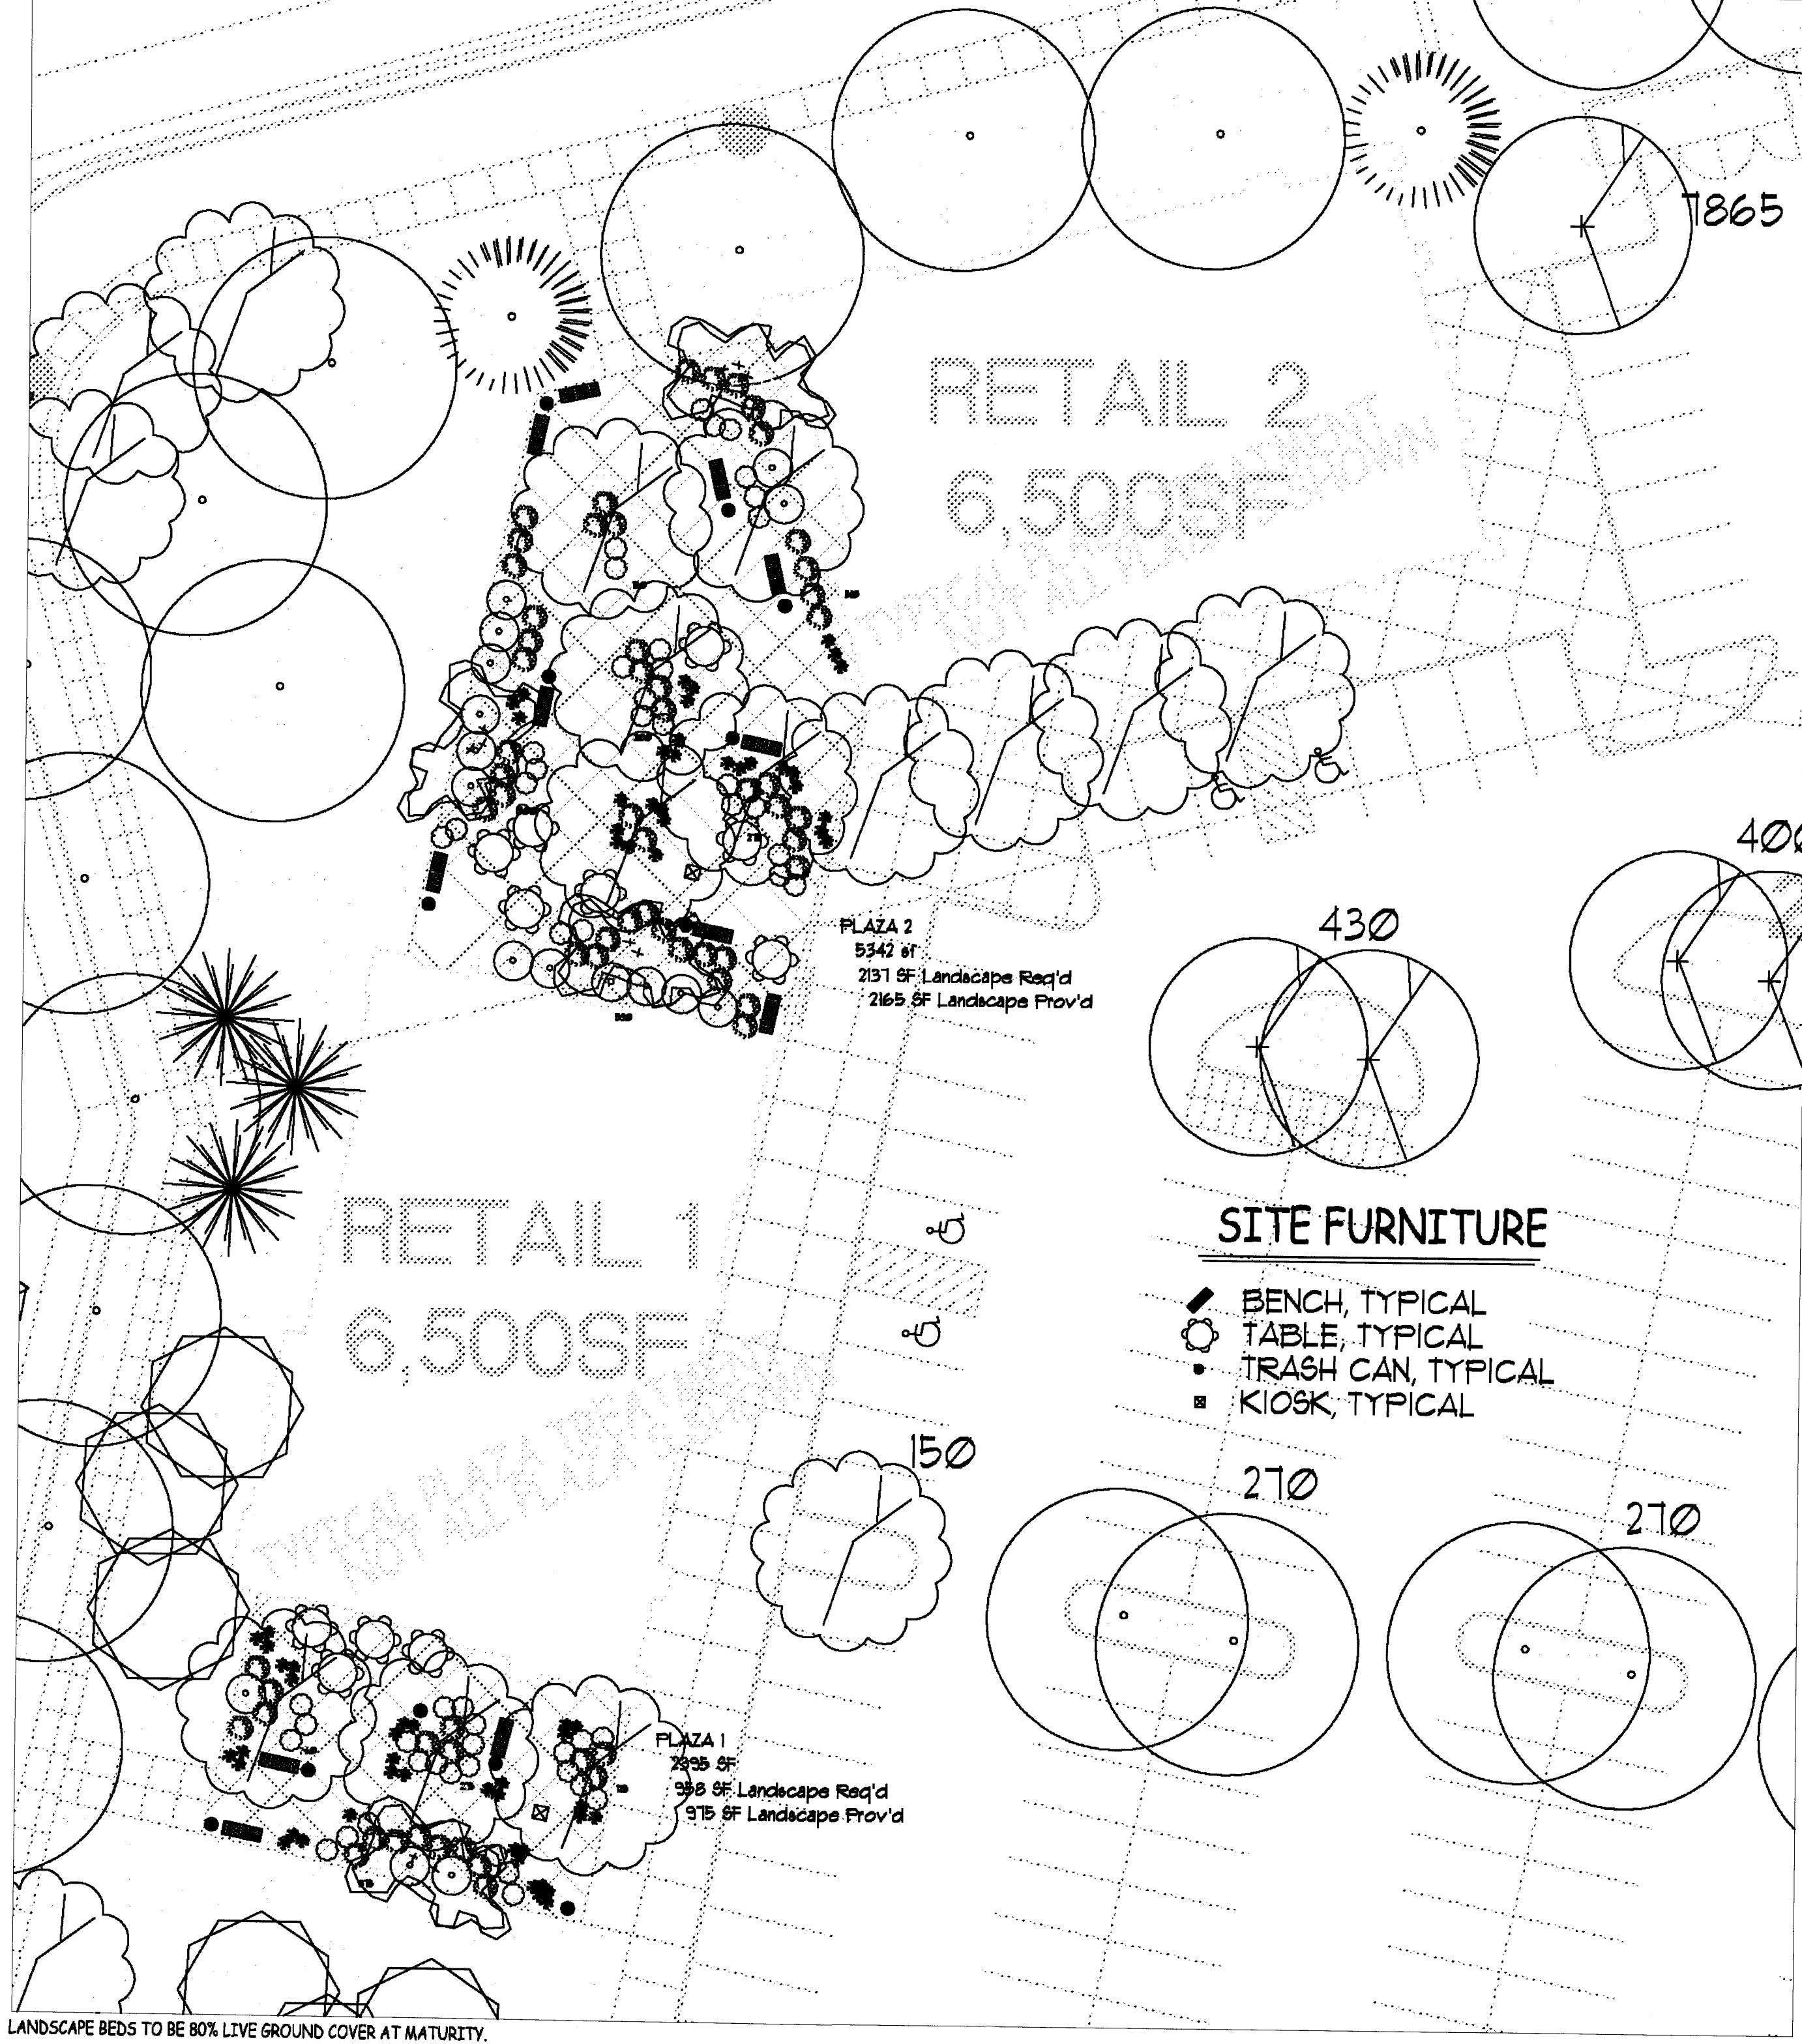 7865
RETAIL 2
6,500SF
400
430
PLAZA 2
5342 sf
2137 SF Landscape Req'd
2165 SF Landscape Prov'd
RETAIL 1
6,500SF
SITE FURNITURE
BENCH, TYPICAL
TABLE, TYPICAL
TRASH CAN, TYPICAL
KIOSK, TYPICAL
150
270
270
PLAZA 1
2395 SF
958 SF Landscape Req'd
975 SF Landscape Prov'd
LANDSCAPE BEDS TO BE 80% LIVE GROUND COVER AT MATURITY.